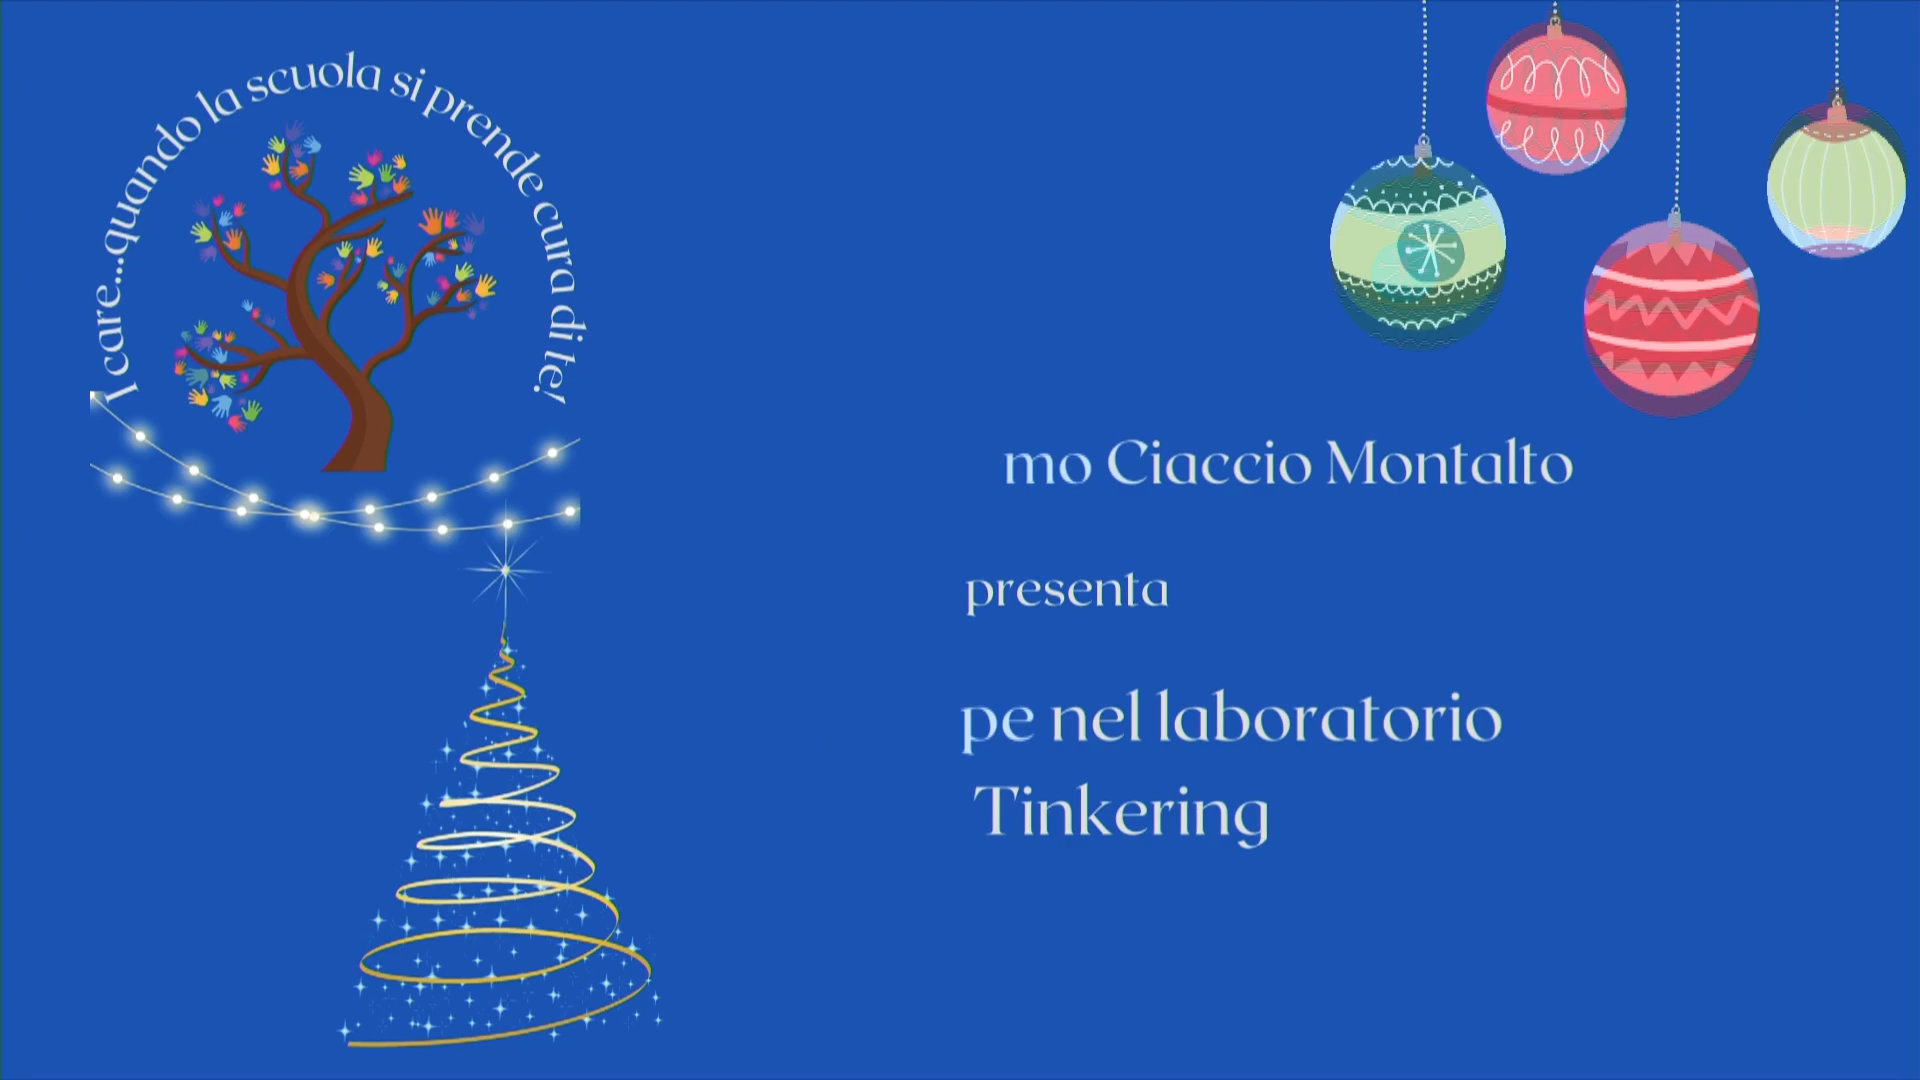 I care...quando la scuola si prende cura di te!
mo Ciaccio Montalto
presenta
pe nel laboratorio
Tinkering